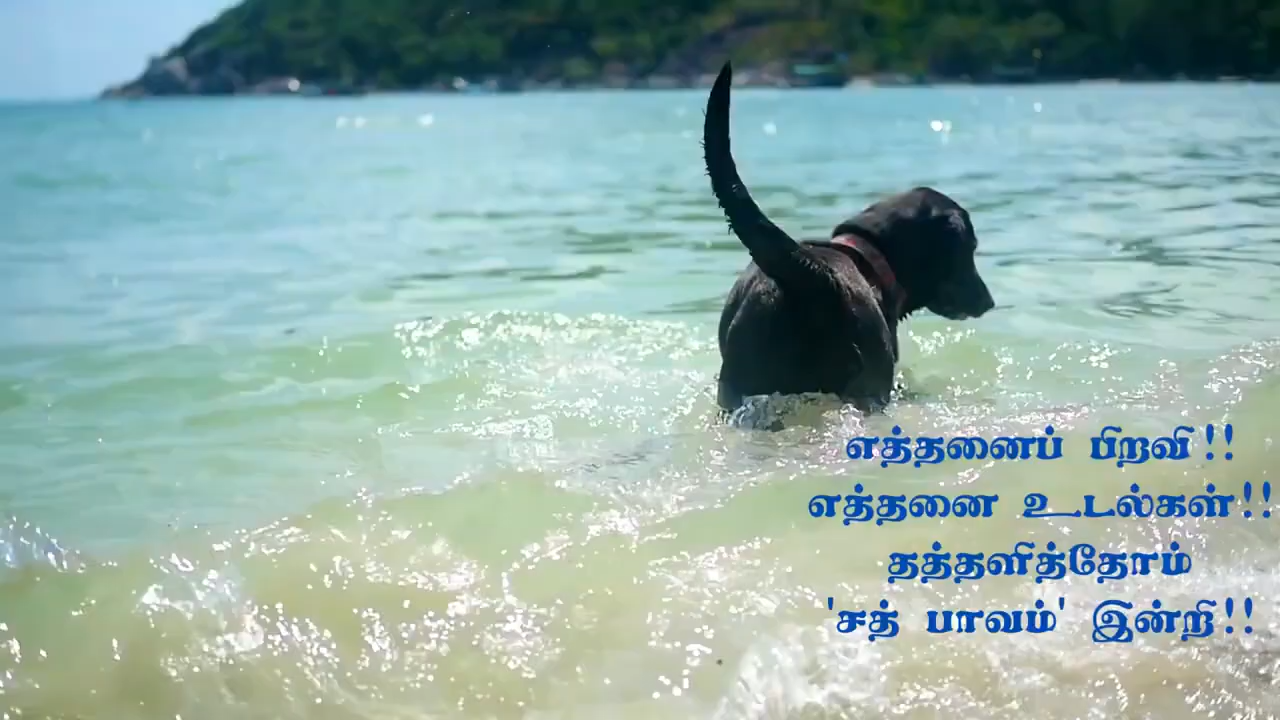 எத்தனைப் பிறவி!!
எத்தனை உடல்கள்!!
தத்தளித்தோம்
'சத் பாவம்' இன்றி!!